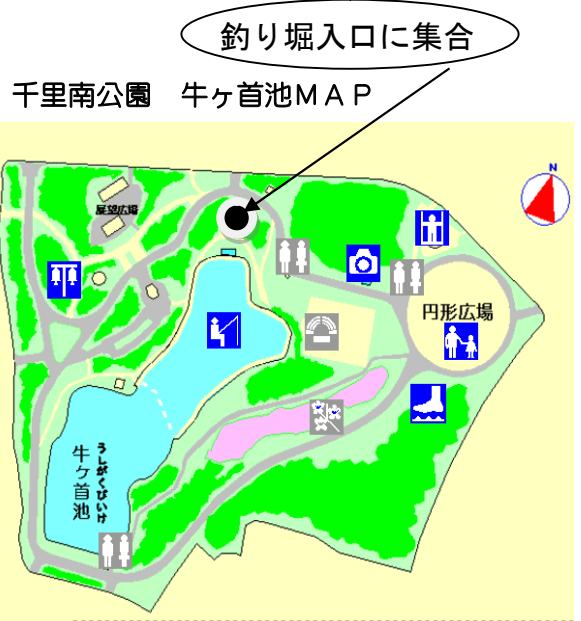 釣り堀入口に集合
千里南公園 牛ヶ首池MAP
N
展望広場
円形広場
牛ケ首池
うしがくびいけ